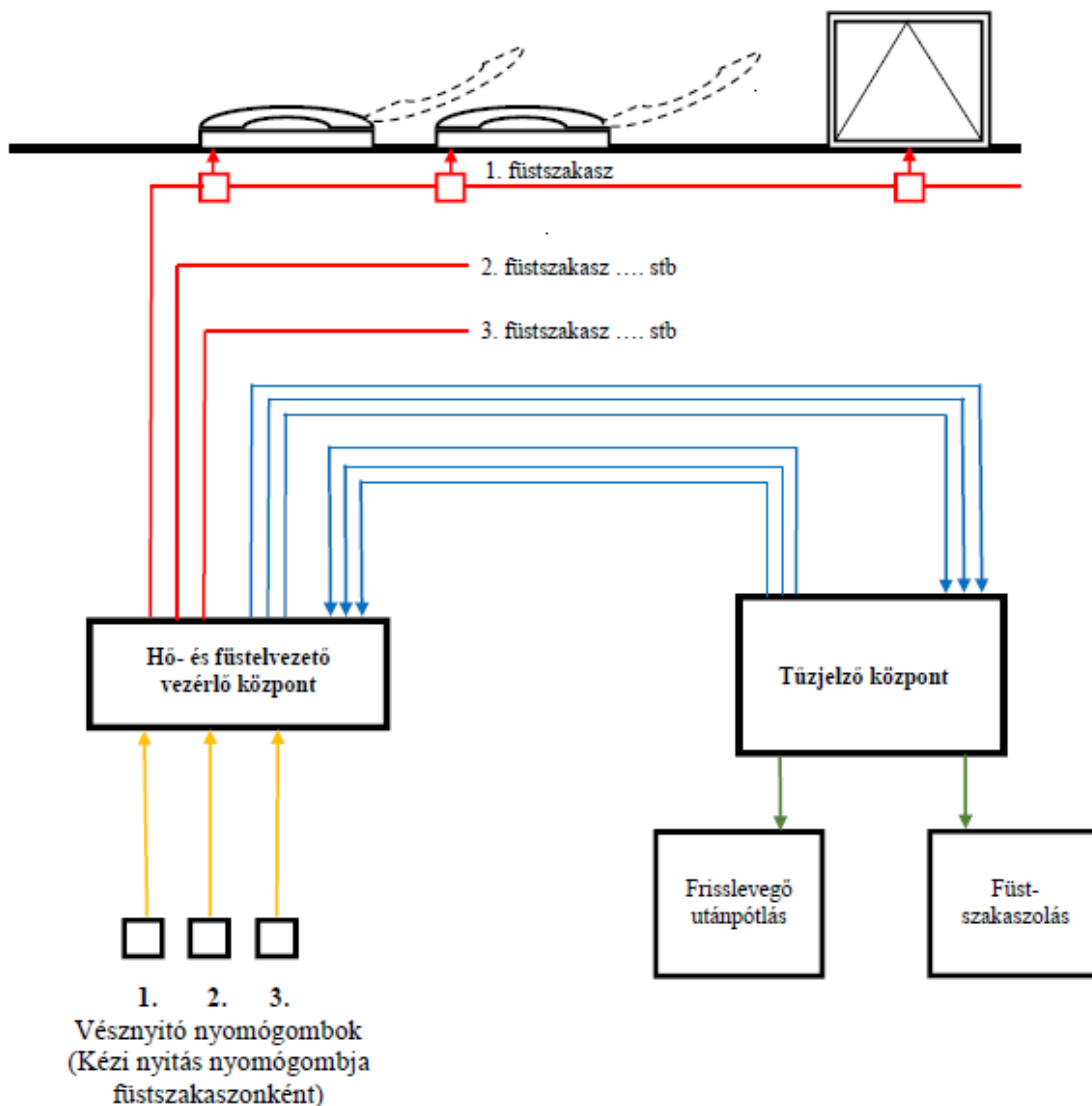 1. füstszakasz
2. füstszakasz …. stb
3. füstszakasz …. stb
Hő- és füstelvezető
vezérlő központ
Tűzjelző központ
Frisslevegő
utánpótlás
Füst-
szakaszolás
1. 2. 3.
Vésznyitó nyomógombok
(Kézi nyitás nyomógombja
füstszakaszonként)